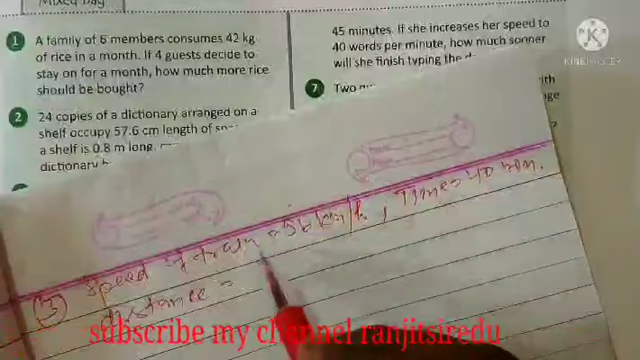 Mixed Bag
1 A family of 6 members consumes 42 kg
of rice in a month. If 4 guests decide to
stay on for a month, how much more rice
should be bought?
2 24 copies of a dictionary arranged on a
shelf occupy 57.6 cm length of
a shelf is 0.8 m long,
dictionary
45 minutes. If she increases her speed to
40 words per minute, how much sooner
will she finish typing the
7 Two
with
KINEMASTER
(3) Speed of train = 56 km/h, Time = 40 min.
distance =
subscribe my channel ranjitsiredu